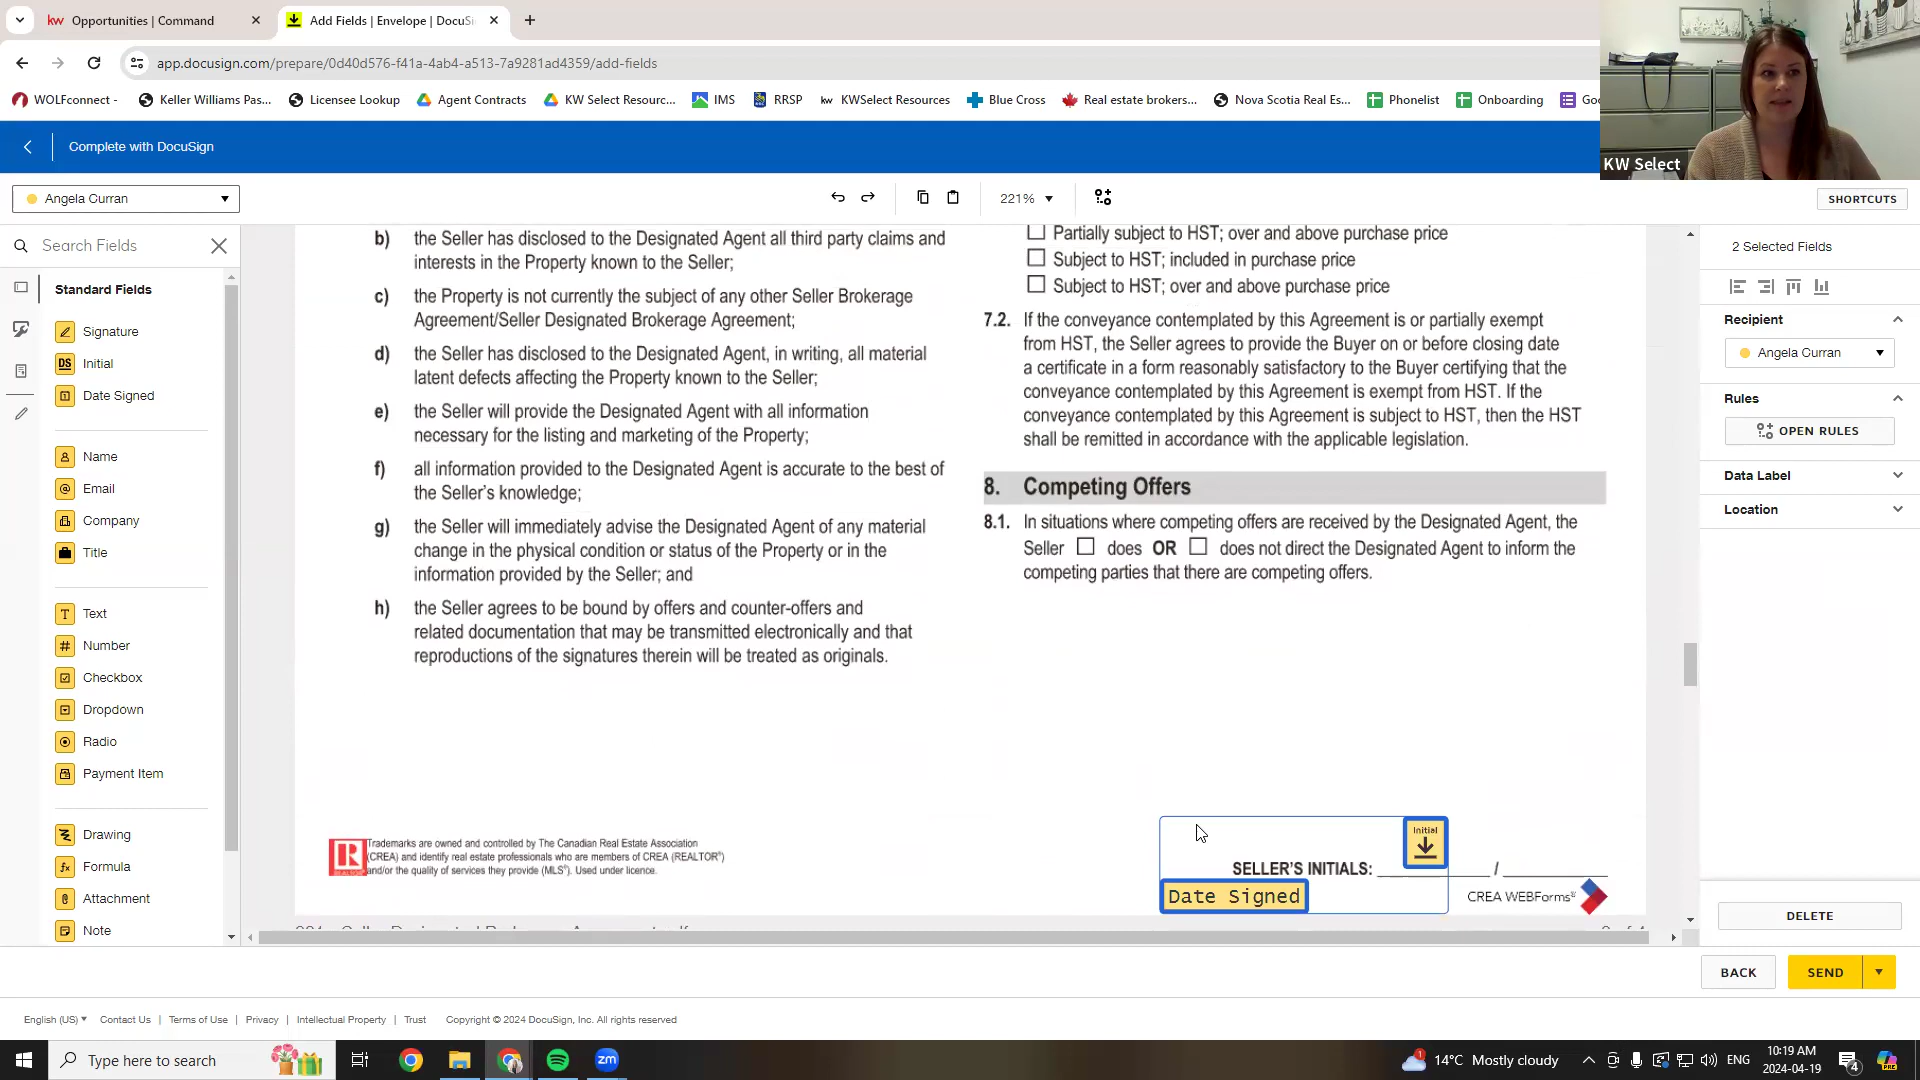 Opportunities | Command
Add Fields | Envelope | DocuSi
app.docusign.com/prepare/0d40d576-f41a-4ab4-a513-7a9281ad4359/add-fields
WOLFconnect -
Keller Williams Pas...
Licensee Lookup
Agent Contracts
KW Select Resourc...
IMS
RRSP
KWSelect Resources
Blue Cross
Real estate brokers...
Nova Scotia Real Es...
Phonelist
Onboarding
Goo
KW Select
Complete with DocuSign
Angela Curran
221%
SHORTCUTS
Search Fields
Standard Fields
Signature
Initial
Date Signed
Name
Email
Company
Title
Text
Number
Checkbox
Dropdown
Radio
Payment Item
Drawing
Formula
Attachment
Note
b) the Seller has disclosed to the Designated Agent all third party claims and
interests in the Property known to the Seller;
c) the Property is not currently the subject of any other Seller Brokerage
Agreement/Seller Designated Brokerage Agreement;
d) the Seller has disclosed to the Designated Agent, in writing, all material
latent defects affecting the Property known to the Seller;
e) the Seller will provide the Designated Agent with all information
necessary for the listing and marketing of the Property;
f) all information provided to the Designated Agent is accurate to the best of
the Seller's knowledge;
g) the Seller will immediately advise the Designated Agent of any material
change in the physical condition or status of the Property or in the
information provided by the Seller; and
h) the Seller agrees to be bound by offers and counter-offers and
related documentation that may be transmitted electronically and that
reproductions of the signatures therein will be treated as originals.
Partially subject to HST; over and above purchase price
Subject to HST; included in purchase price
Subject to HST; over and above purchase price
7.2. If the conveyance contemplated by this Agreement is or partially exempt
from HST, the Seller agrees to provide the Buyer on or before closing date
a certificate in a form reasonably satisfactory to the Buyer certifying that the
conveyance contemplated by this Agreement is exempt from HST. If the
conveyance contemplated by this Agreement is subject to HST, then the HST
shall be remitted in accordance with the applicable legislation.
8. Competing Offers
8.1. In situations where competing offers are received by the Designated Agent, the
Seller does OR does not direct the Designated Agent to inform the
competing parties that there are competing offers.
Trademarks are owned and controlled by The Canadian Real Estate Association
(CREA) and identify real estate professionals who are members of CREA (REALTOR®)
and/or the quality of services they provide (MLS®). Used under licence.
Initial
SELLER'S INITIALS: /
Date Signed
CREA WEBForms®
2 Selected Fields
Recipient
Angela Curran
Rules
OPEN RULES
Data Label
Location
DELETE
BACK
SEND
English (US)
Contact Us
Terms of Use
Privacy
Intellectual Property
Trust
Copyright © 2024 DocuSign, Inc. All rights reserved
Type here to search
14°C Mostly cloudy
ENG
10:19 AM
2024-04-19